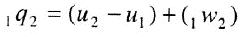 ₁q₂ = (u₂ − u₁) + (₁w₂)